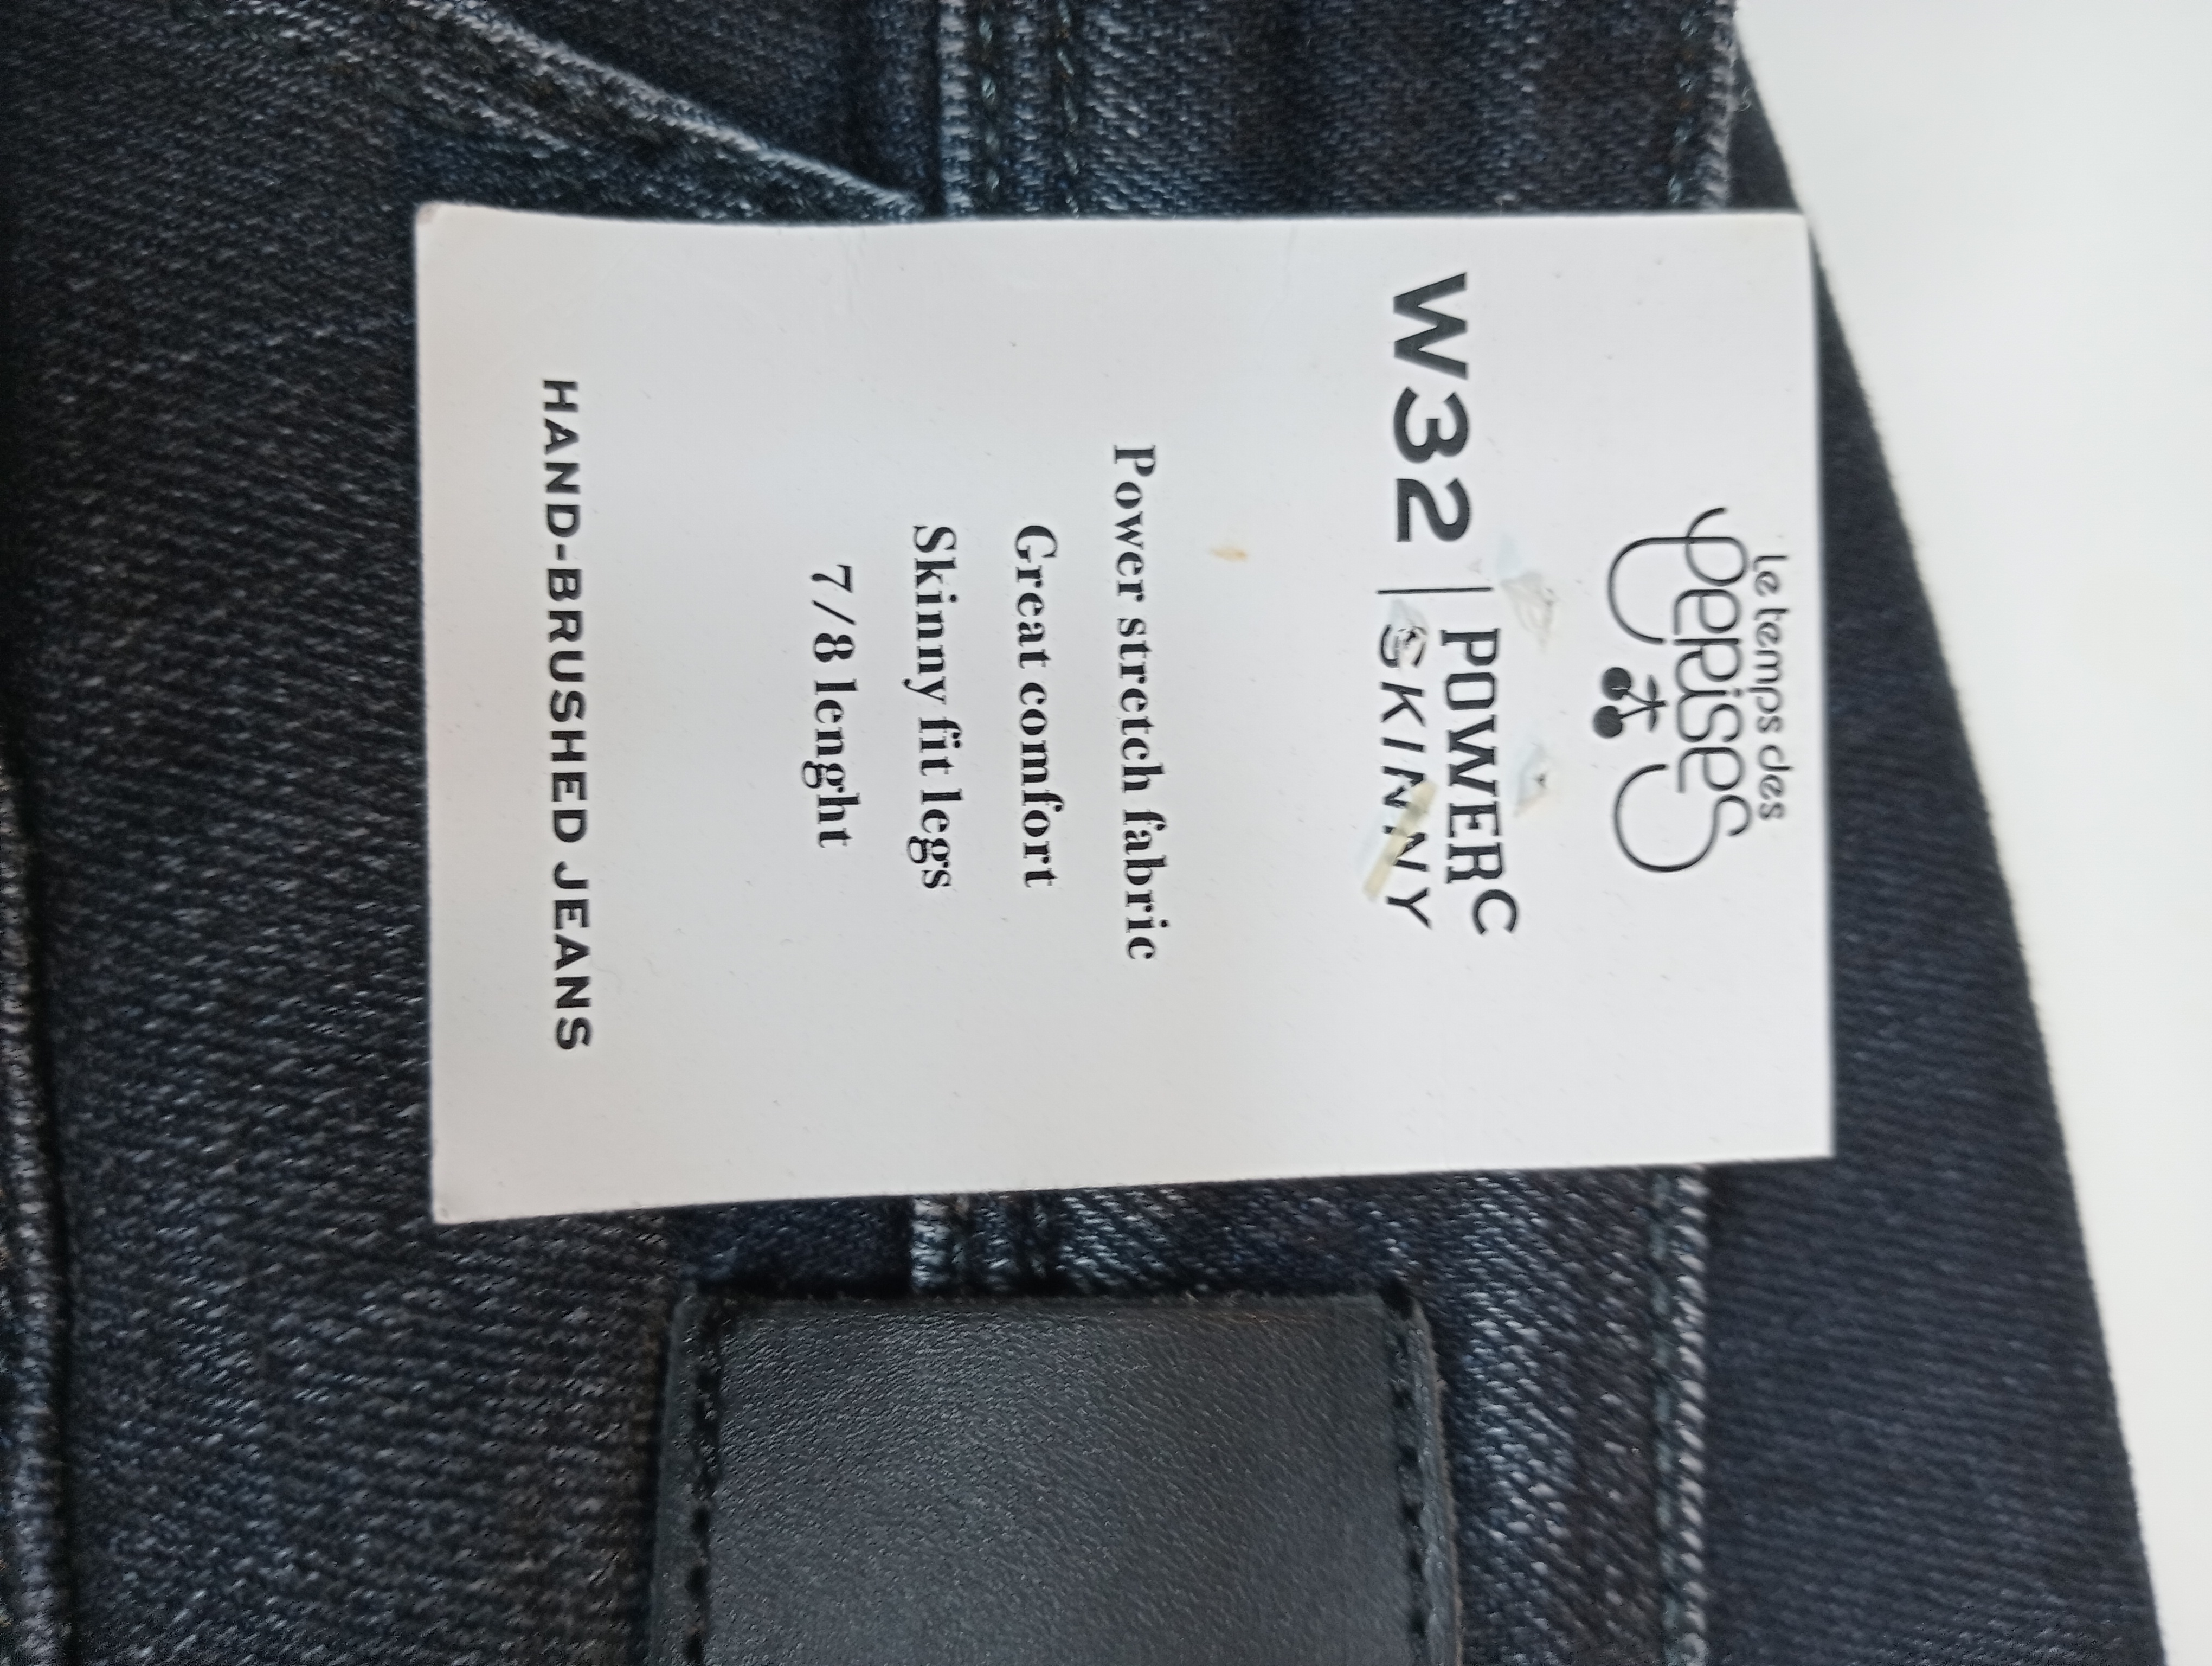 Le temps des
cerises
W32 | POWERC
SKINNY
Power stretch fabric
Great comfort
Skinny fit legs
7/8 lenght
HAND-BRUSHED JEANS